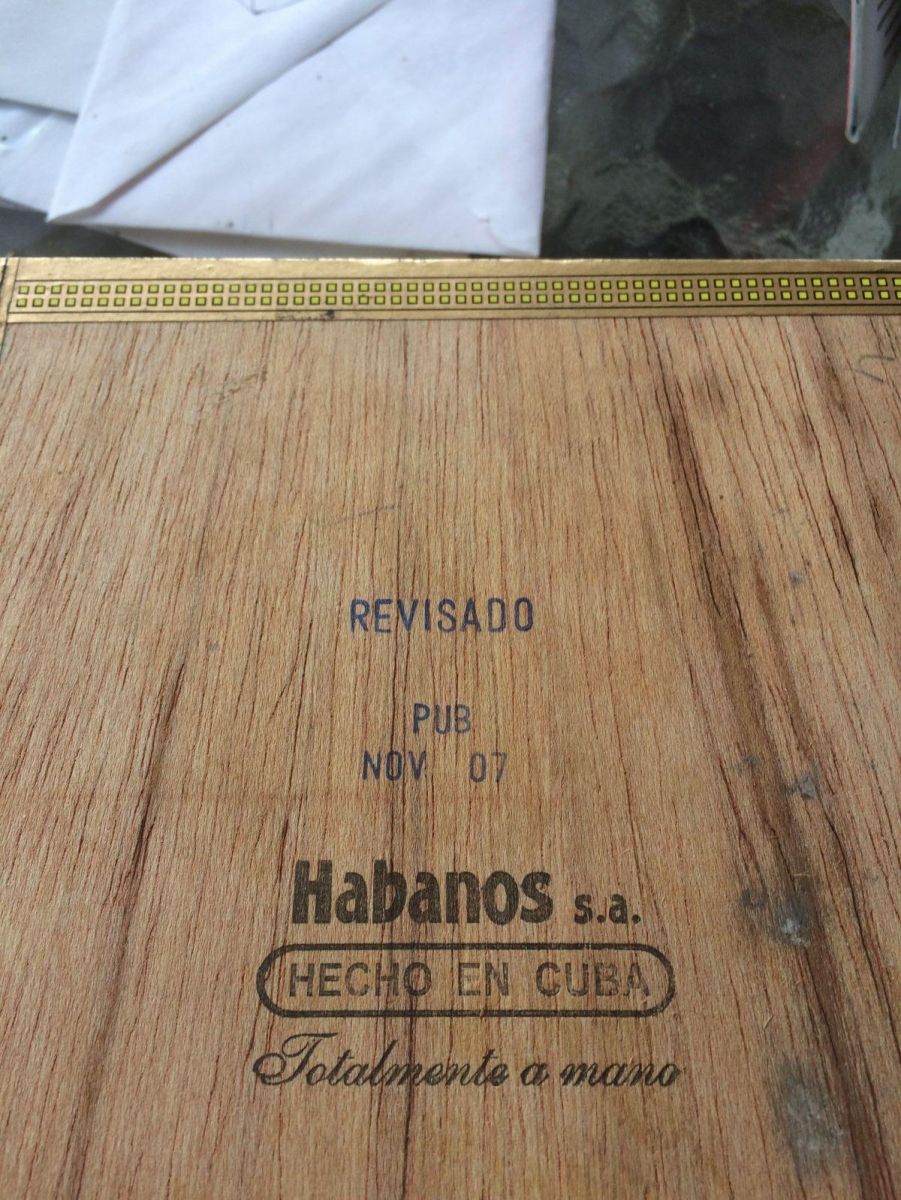 REVISADO
PUB
NOV 07
Habanos s.a.
HECHO EN CUBA
Totalmente a mano